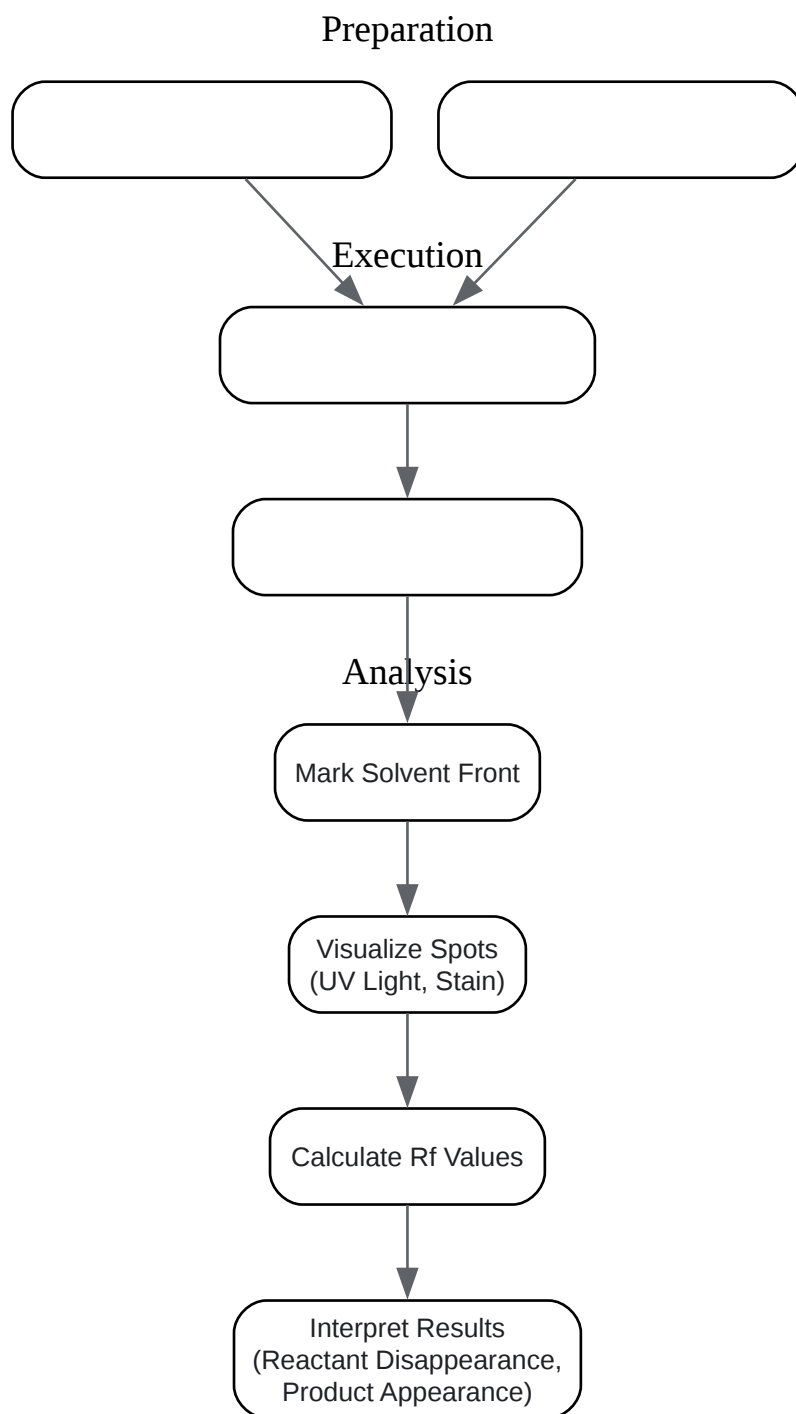 Preparation
Execution
Analysis
Mark Solvent Front
Visualize Spots
(UV Light, Stain)
Calculate Rf Values
Interpret Results
(Reactant Disappearance,
Product Appearance)